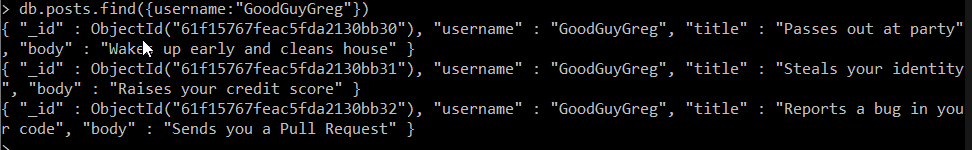 > db.posts.find({username:"GoodGuyGreg"})
{ "_id" : ObjectId("61f15767feac5fda2130bb30"), "username" : "GoodGuyGreg", "title" : "Passes out at party"
, "body" : "Wakes up early and cleans house" }
{ "_id" : ObjectId("61f15767feac5fda2130bb31"), "username" : "GoodGuyGreg", "title" : "Steals your identity
", "body" : "Raises your credit score" }
{ "_id" : ObjectId("61f15767feac5fda2130bb32"), "username" : "GoodGuyGreg", "title" : "Reports a bug in you
r code", "body" : "Sends you a Pull Request" }
>